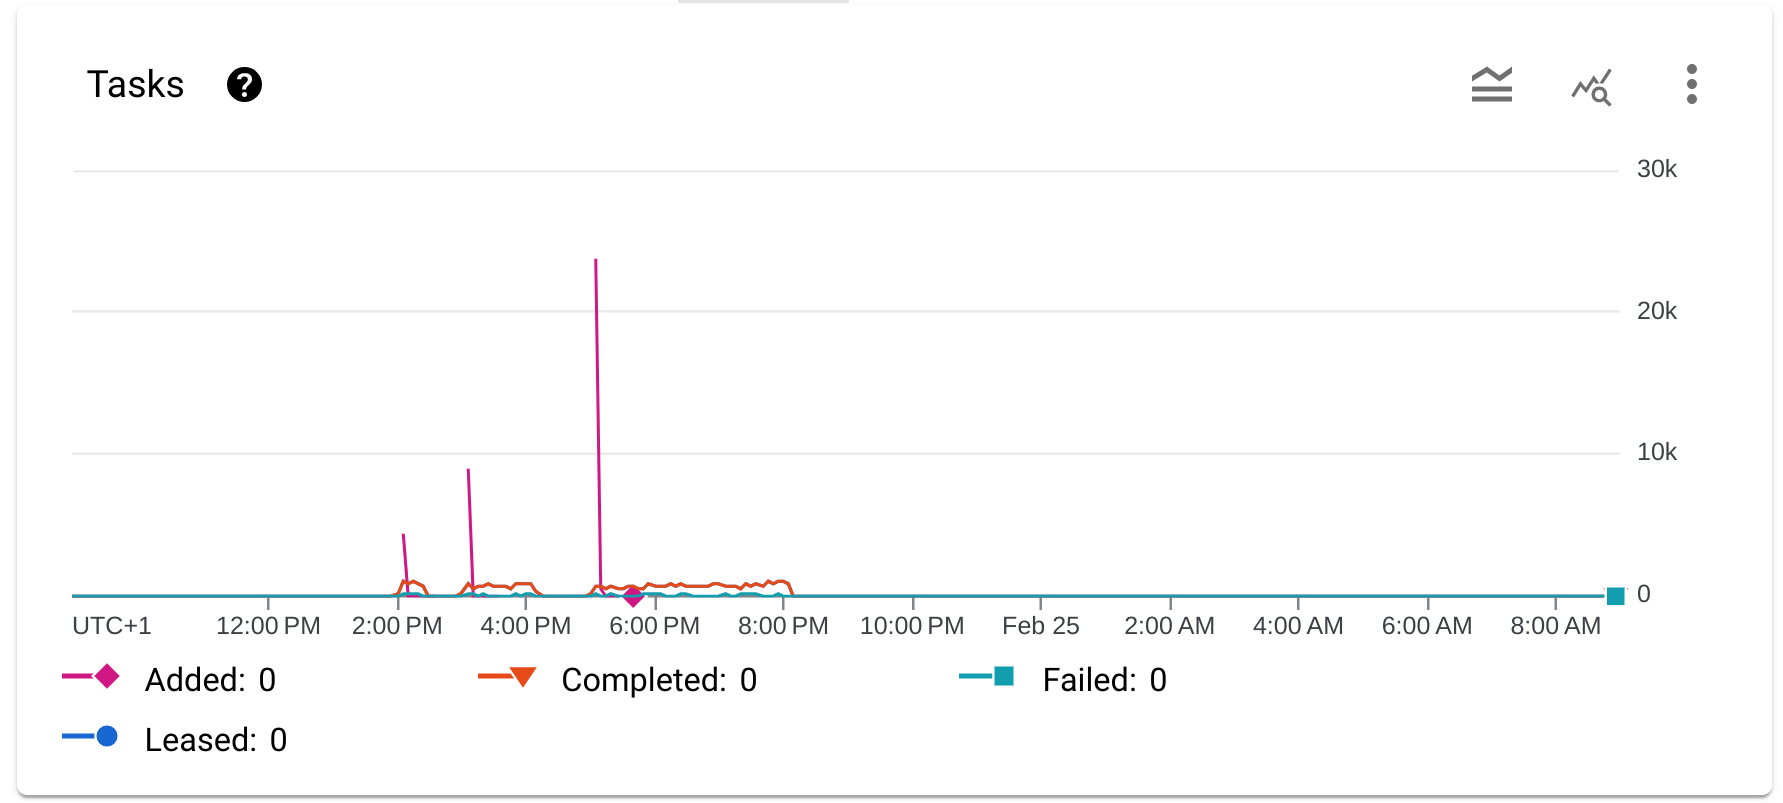 Tasks ?
30k
20k
10k
0
UTC+1 12:00 PM 2:00 PM 4:00 PM 6:00 PM 8:00 PM 10:00 PM Feb 25 2:00 AM 4:00 AM 6:00 AM 8:00 AM
Added: 0 Completed: 0 Failed: 0
Leased: 0